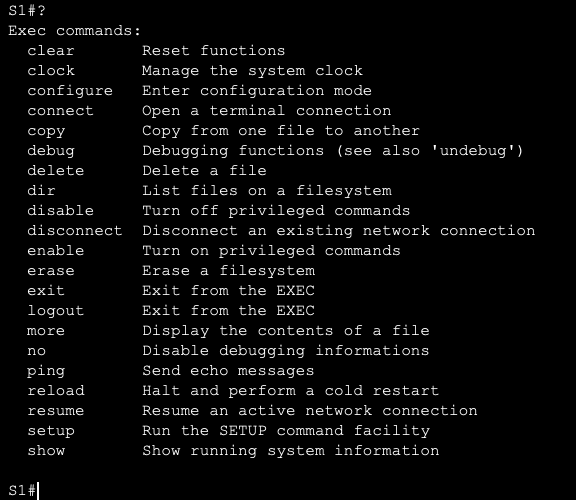 S1#?
Exec commands:
  clear       Reset functions
  clock       Manage the system clock
  configure   Enter configuration mode
  connect     Open a terminal connection
  copy        Copy from one file to another
  debug       Debugging functions (see also 'undebug')
  delete      Delete a file
  dir         List files on a filesystem
  disable     Turn off privileged commands
  disconnect  Disconnect an existing network connection
  enable      Turn on privileged commands
  erase       Erase a filesystem
  exit        Exit from the EXEC
  logout      Exit from the EXEC
  more        Display the contents of a file
  no          Disable debugging informations
  ping        Send echo messages
  reload      Halt and perform a cold restart
  resume      Resume an active network connection
  setup       Run the SETUP command facility
  show        Show running system information
S1#